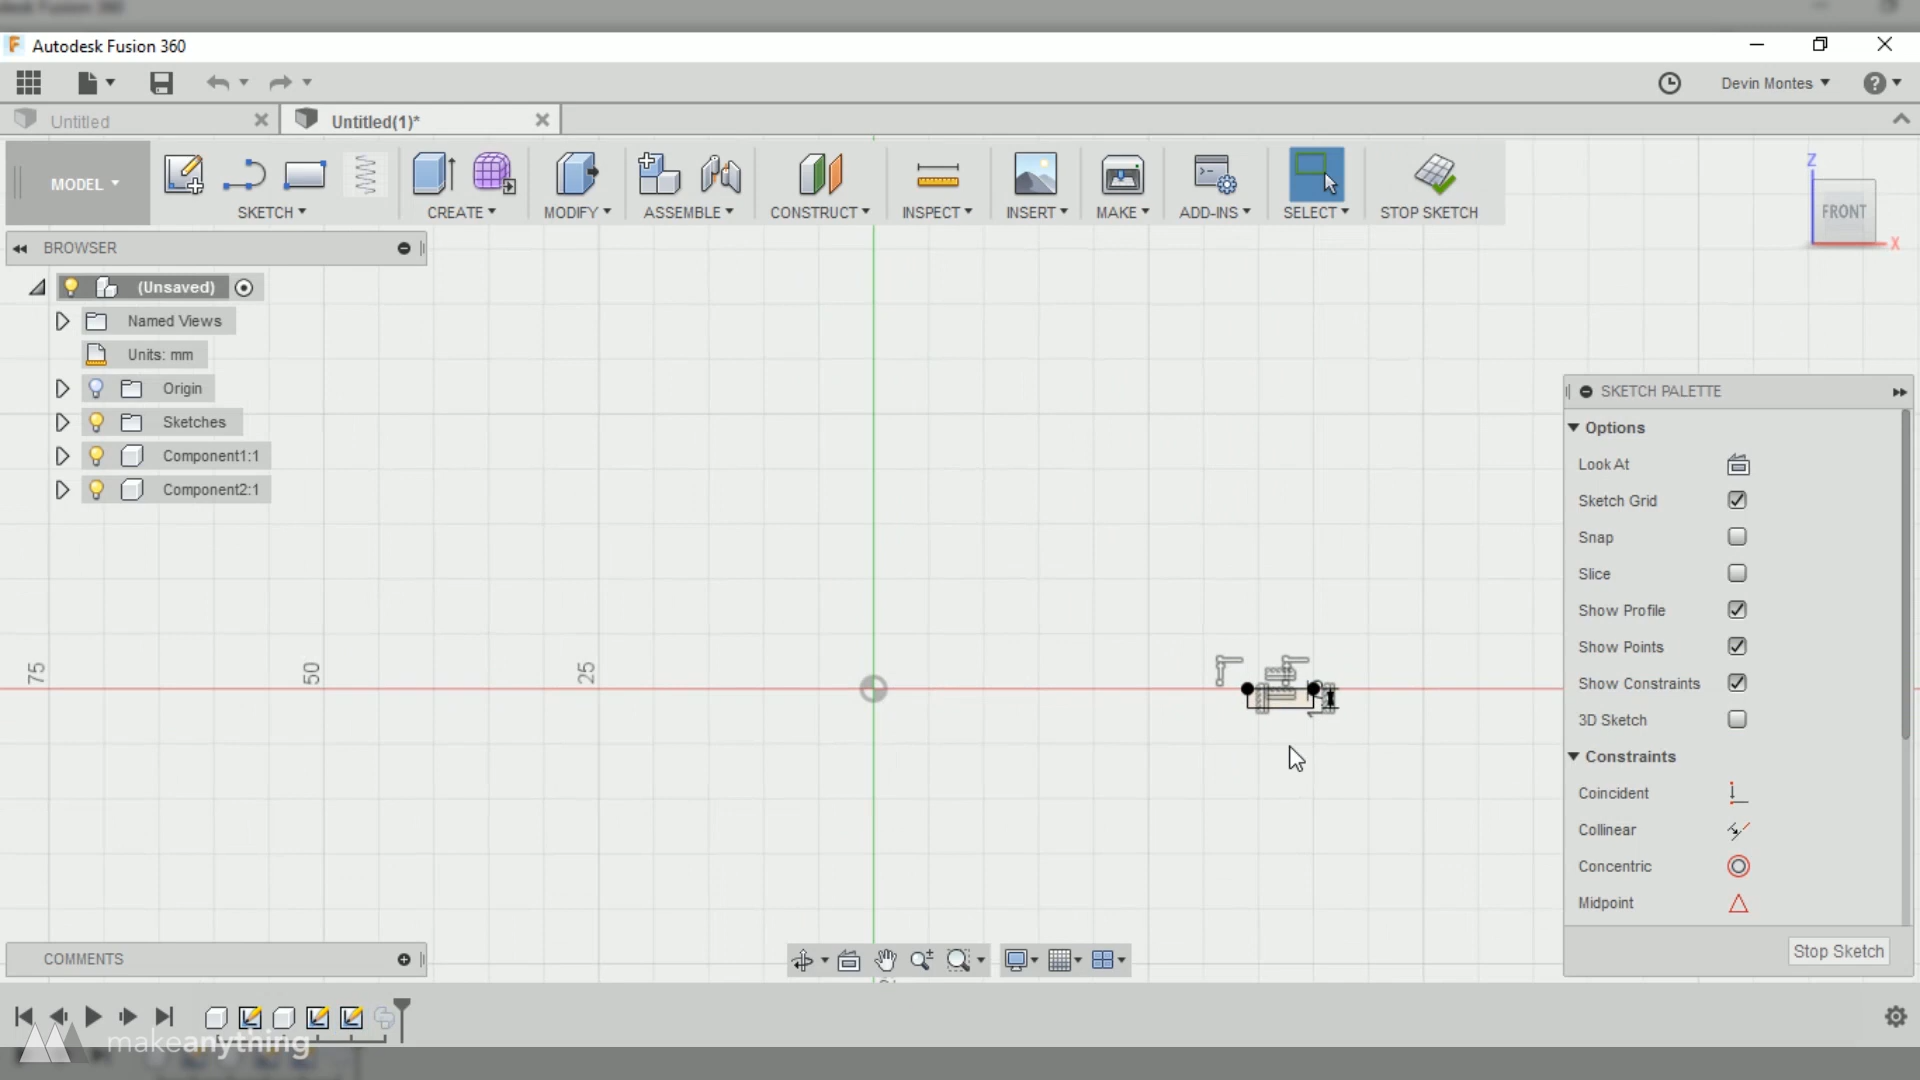 Autodesk Fusion 360
Devin Montes
Untitled
Untitled(1)*
MODEL
SKETCH
CREATE
MODIFY
ASSEMBLE
CONSTRUCT
INSPECT
INSERT
MAKE
ADD-INS
SELECT
STOP SKETCH
Z
FRONT
X
BROWSER
(Unsaved)
Named Views
Units: mm
Origin
Sketches
Component1:1
Component2:1
75
50
25
SKETCH PALETTE
Options
Look At
Sketch Grid
Snap
Slice
Show Profile
Show Points
Show Constraints
3D Sketch
Constraints
Coincident
Collinear
Concentric
Midpoint
Stop Sketch
COMMENTS
makeanything